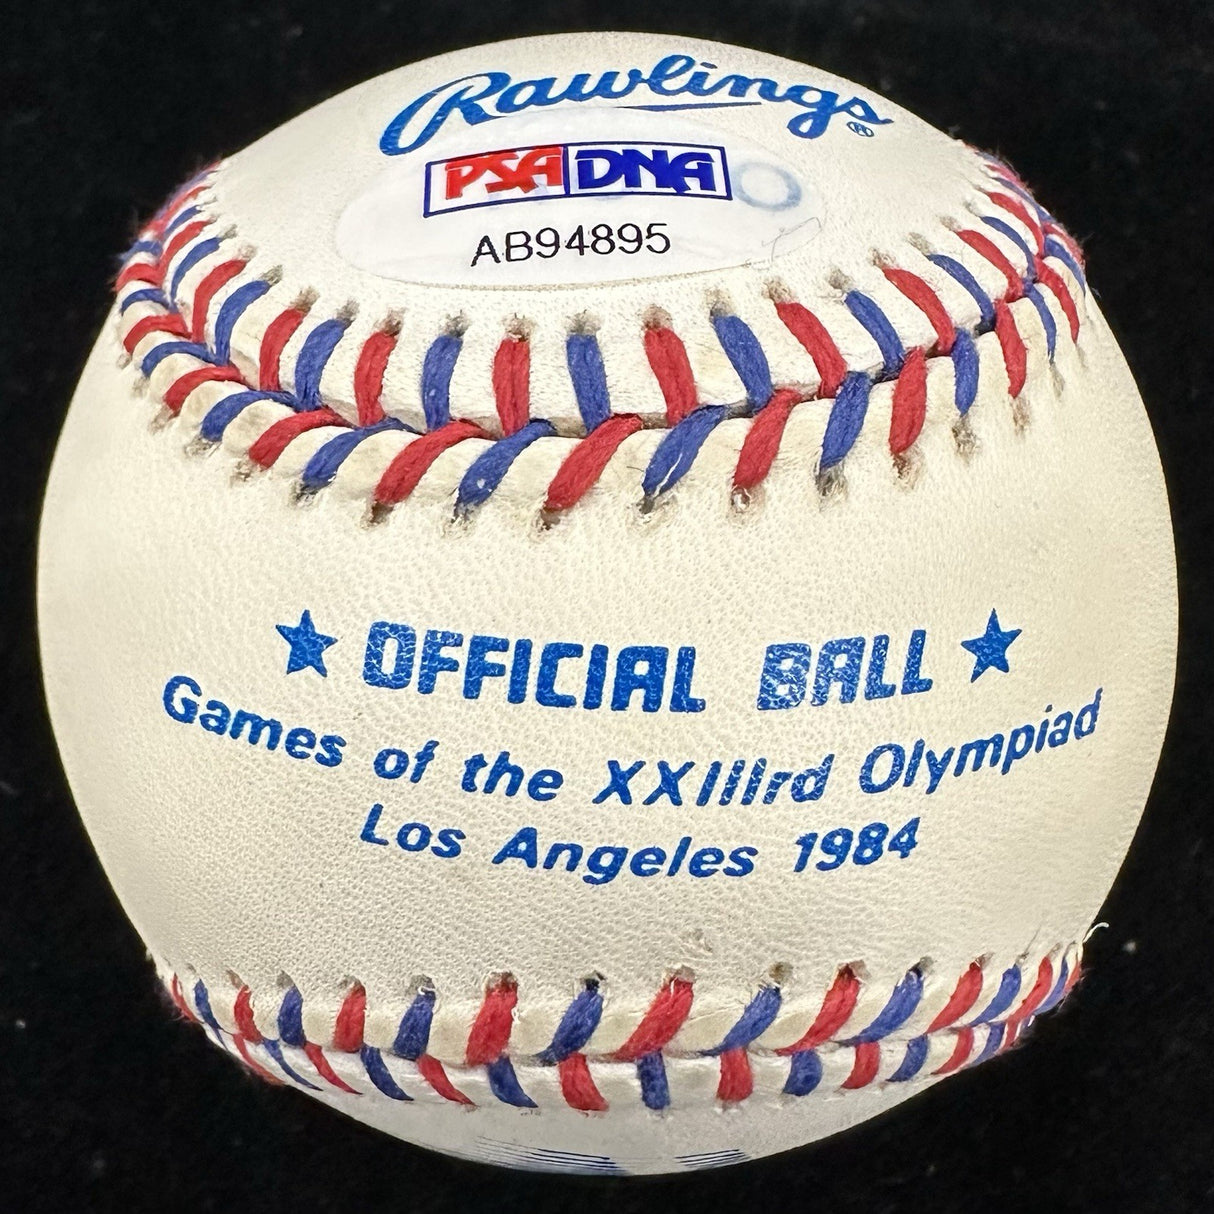 Rawlings®
PSA DNA
AB94895
★ OFFICIAL BALL ★
Games of the XXIIIrd Olympiad
Los Angeles 1984